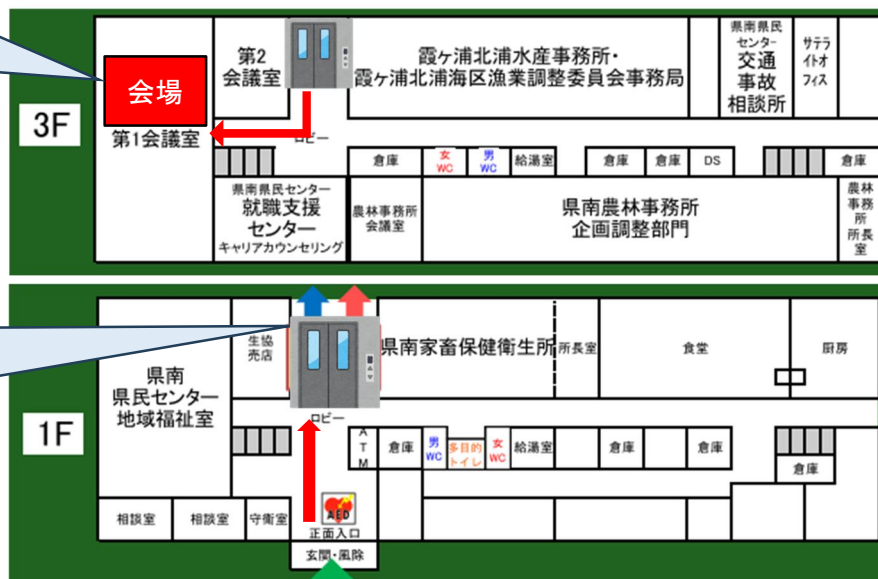 3F
会場
第1会議室
第2
会議室
ロビー
霞ヶ浦北浦水産事務所・
霞ヶ浦北浦海区漁業調整委員会事務局
県南県民
センター
交通
事故
相談所
サテラ
イトオ
フィス
倉庫
女
WC
男
WC
給湯室
倉庫
倉庫
DS
倉庫
県南県民センター
就職支援
センター
キャリアカウンセリング
農林事務所
会議室
県南農林事務所
企画調整部門
農林
事務
所
所長
室
1F
県南
県民センター
地域福祉室
生協
売店
ロビー
県南家畜保健衛生所
所長室
食堂
厨房
ATM
倉庫
男
WC
多目的
トイレ
女
WC
給湯室
倉庫
倉庫
倉庫
相談室
相談室
守衛室
AED
正面入口
玄関・風除